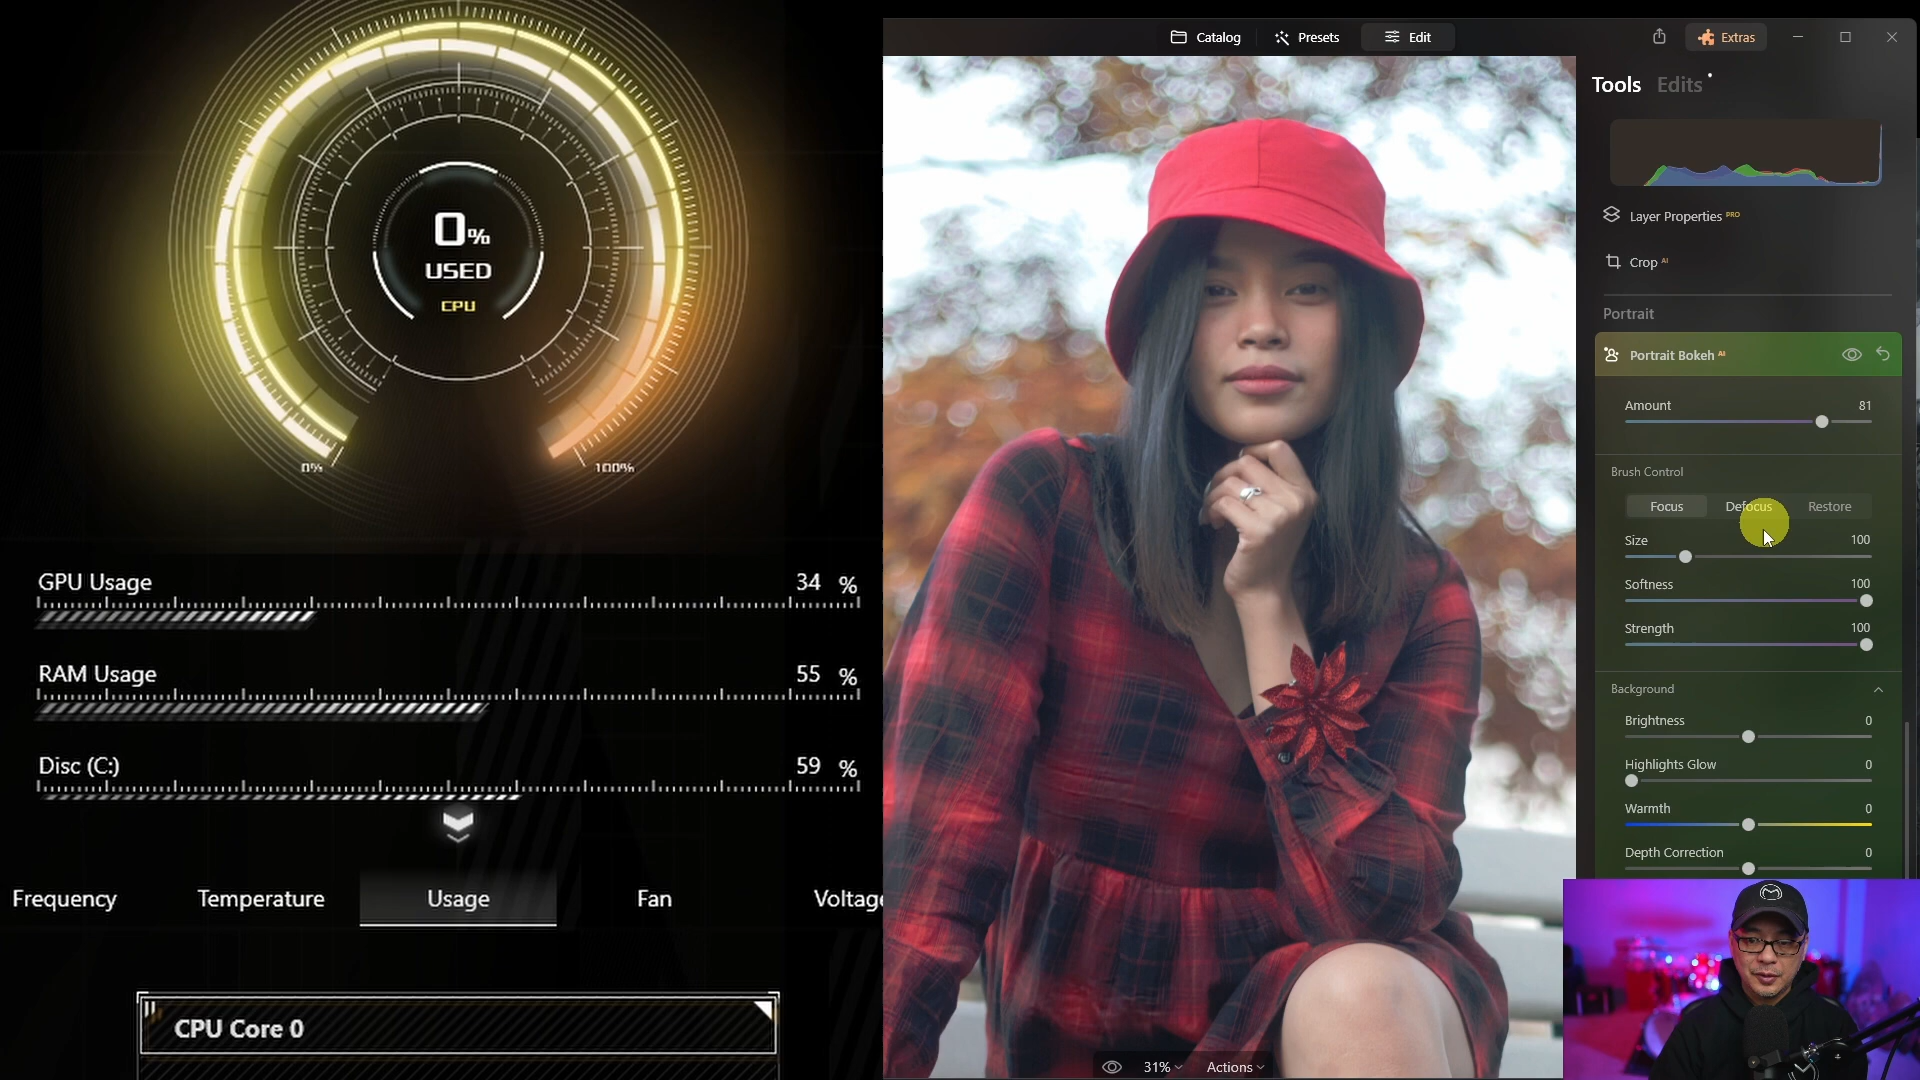 0%
USED
CPU
0%
100%
GPU Usage
34 %
RAM Usage
55 %
Disc (C:)
59 %
Frequency
Temperature
Usage
Fan
Voltage
CPU Core 0
Catalog
Presets
Edit
Extras
Tools
Edits
Layer Properties PRO
Crop AI
Portrait
Portrait Bokeh AI
Amount
81
Brush Control
Focus
Defocus
Restore
Size
100
Softness
100
Strength
100
Background
Brightness
0
Highlights Glow
0
Warmth
0
Depth Correction
0
31%
Actions